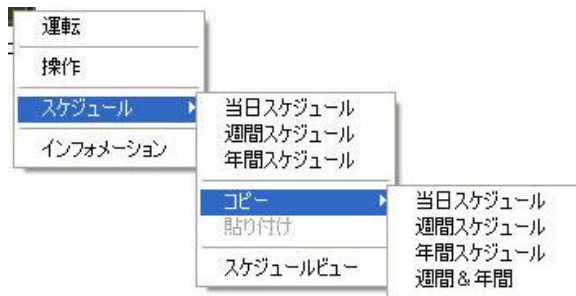 運転
操作
スケジュール
インフォメーション
当日スケジュール
週間スケジュール
年間スケジュール
コピー
貼り付け
スケジュールビュー
当日スケジュール
週間スケジュール
年間スケジュール
週間&年間